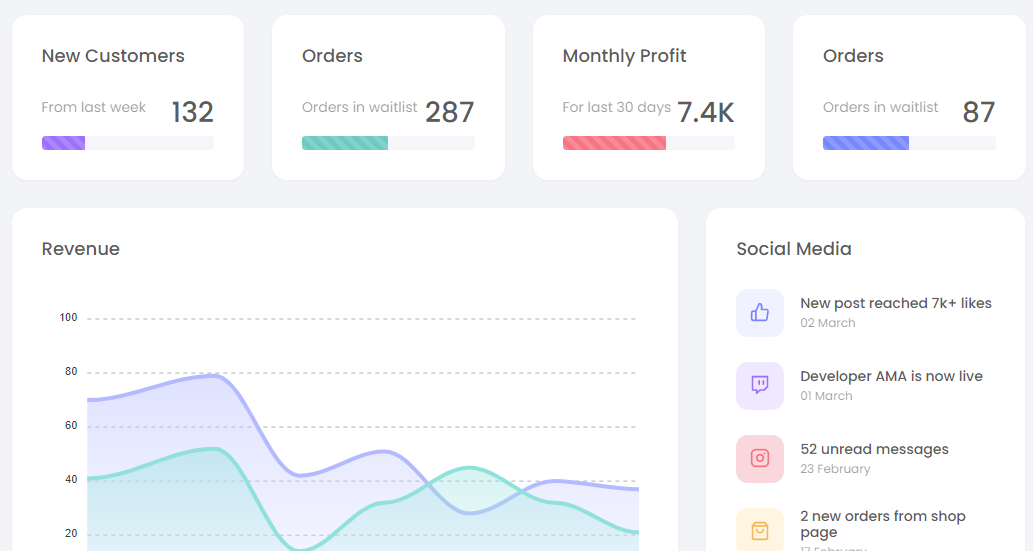 New Customers
From last week 132
Orders
Orders in waitlist 287
Monthly Profit
For last 30 days 7.4K
Orders
Orders in waitlist 87
Revenue
100
80
60
40
20
Social Media
New post reached 7k+ likes
02 March
Developer AMA is now live
01 March
52 unread messages
23 February
2 new orders from shop
page
17 February